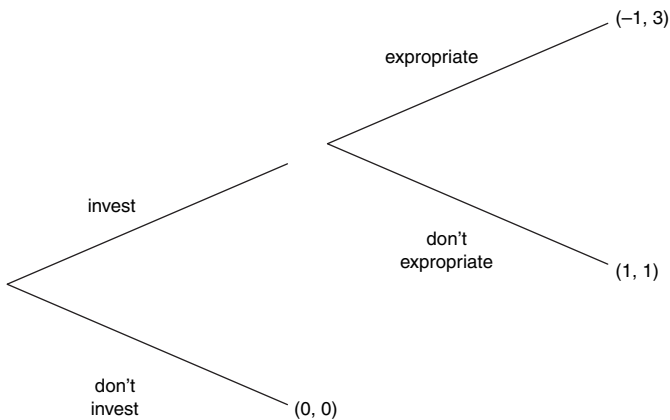 (–1, 3)
expropriate
invest
don't
expropriate
(1, 1)
don't
invest
(0, 0)